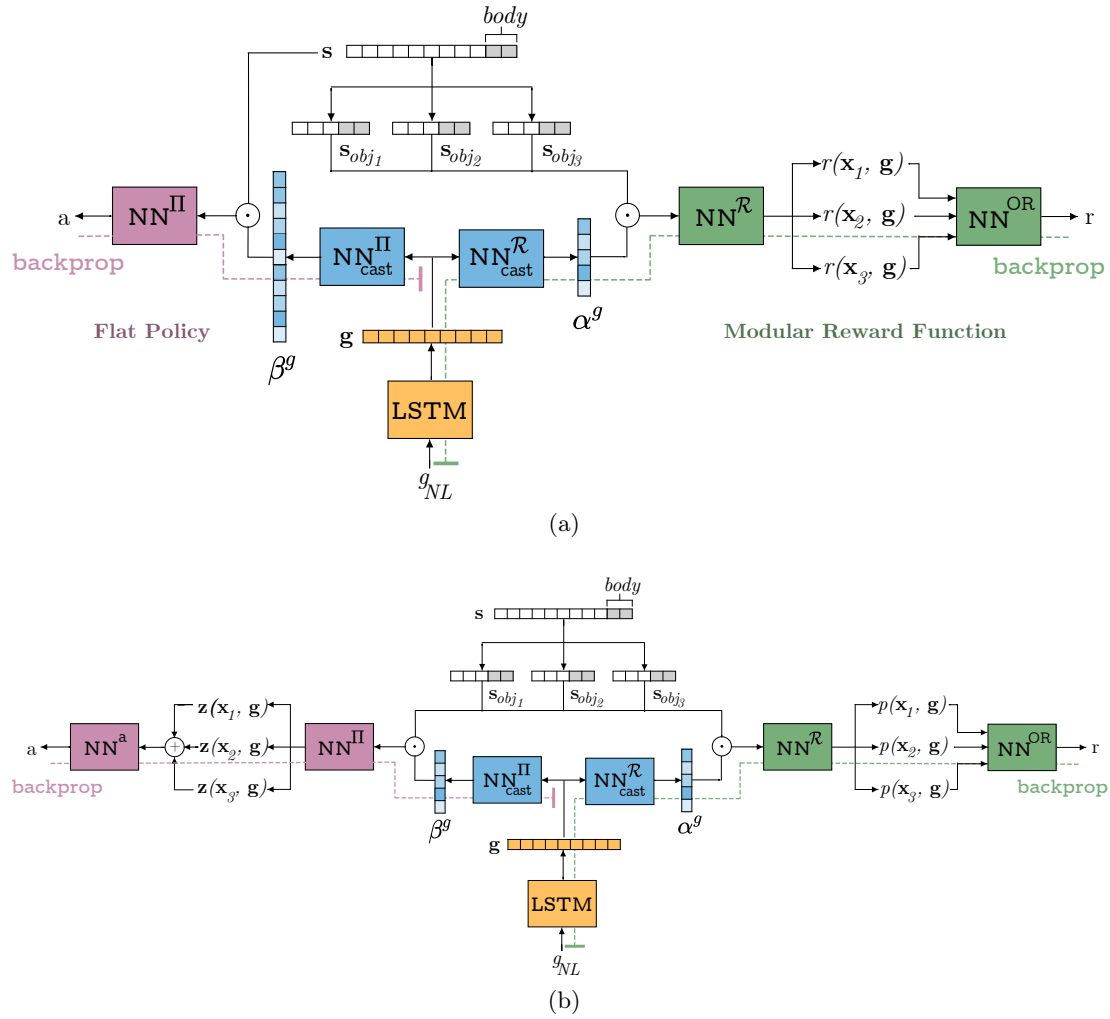 body
s
s_obj1 s_obj2 s_obj3
a NN^Π NN^Π_cast NN^ℛ_cast NN^ℛ r(x_1, g) r(x_2, g) r(x_3, g) NN^OR r
backprop backprop
Flat Policy β^g g α^g Modular Reward Function
LSTM
g_NL
(a)
body
s
s_obj1 s_obj2 s_obj3
a NN^a z(x_1, g) z(x_2, g) z(x_3, g) + NN^Π NN^Π_cast NN^ℛ_cast NN^ℛ p(x_1, g) p(x_2, g) p(x_3, g) NN^OR r
backprop backprop
β^g α^g
g
LSTM
g_NL
(b)